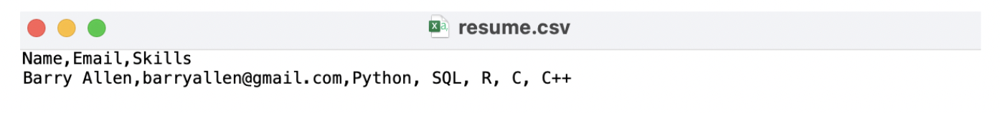 resume.csv
Name,Email,Skills
Barry Allen,barryallen@gmail.com,Python, SQL, R, C, C++